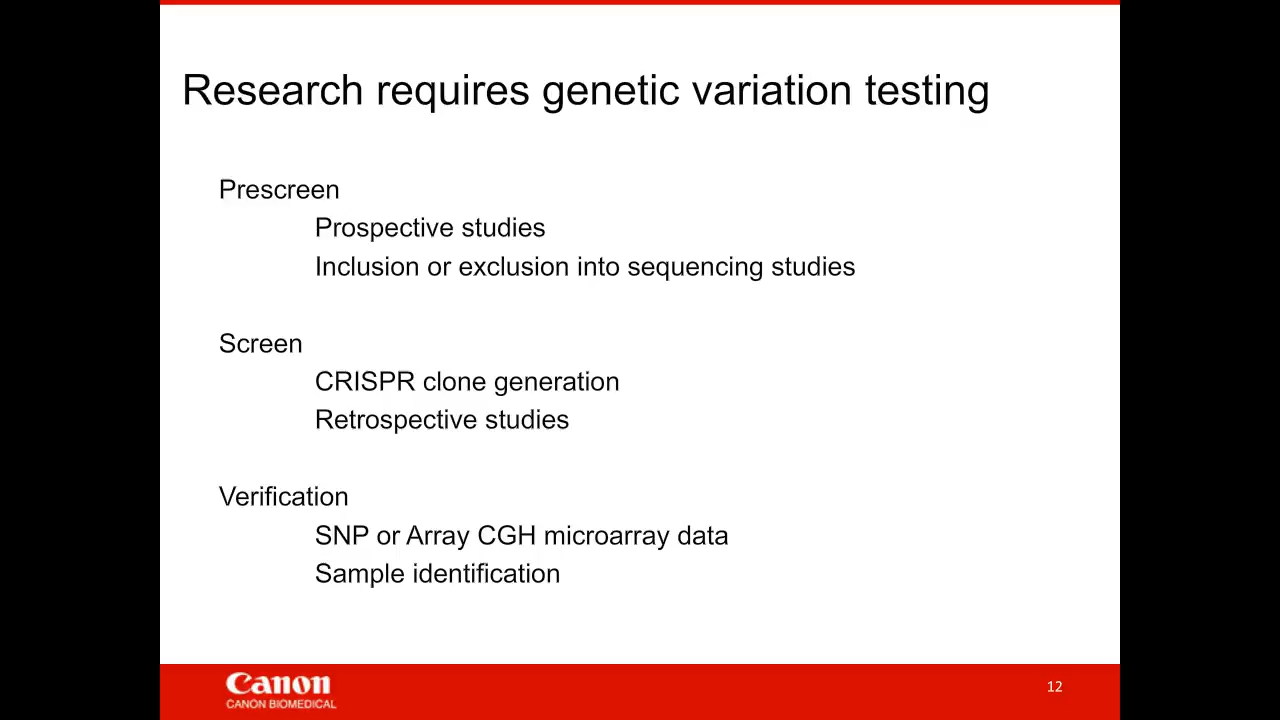 Research requires genetic variation testing
Prescreen
Prospective studies
Inclusion or exclusion into sequencing studies
Screen
CRISPR clone generation
Retrospective studies
Verification
SNP or Array CGH microarray data
Sample identification
Canon
CANON BIOMEDICAL
12